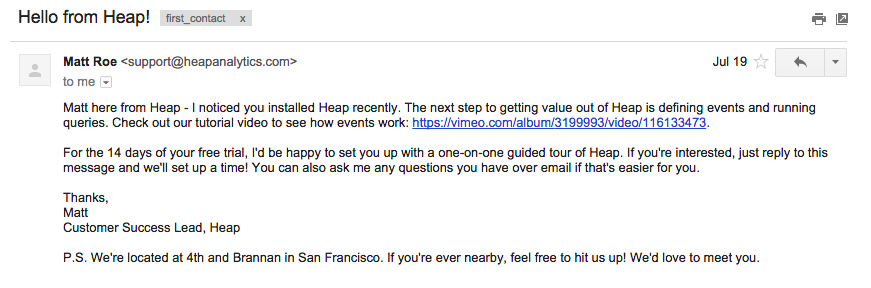 Hello from Heap! first_contact x
Matt Roe <support@heapanalytics.com> Jul 19
to me
Matt here from Heap - I noticed you installed Heap recently. The next step to getting value out of Heap is defining events and running
queries. Check out our tutorial video to see how events work: https://vimeo.com/album/3199993/video/116133473.
For the 14 days of your free trial, I'd be happy to set you up with a one-on-one guided tour of Heap. If you're interested, just reply to this
message and we'll set up a time! You can also ask me any questions you have over email if that's easier for you.
Thanks,
Matt
Customer Success Lead, Heap
P.S. We're located at 4th and Brannan in San Francisco. If you're ever nearby, feel free to hit us up! We'd love to meet you.